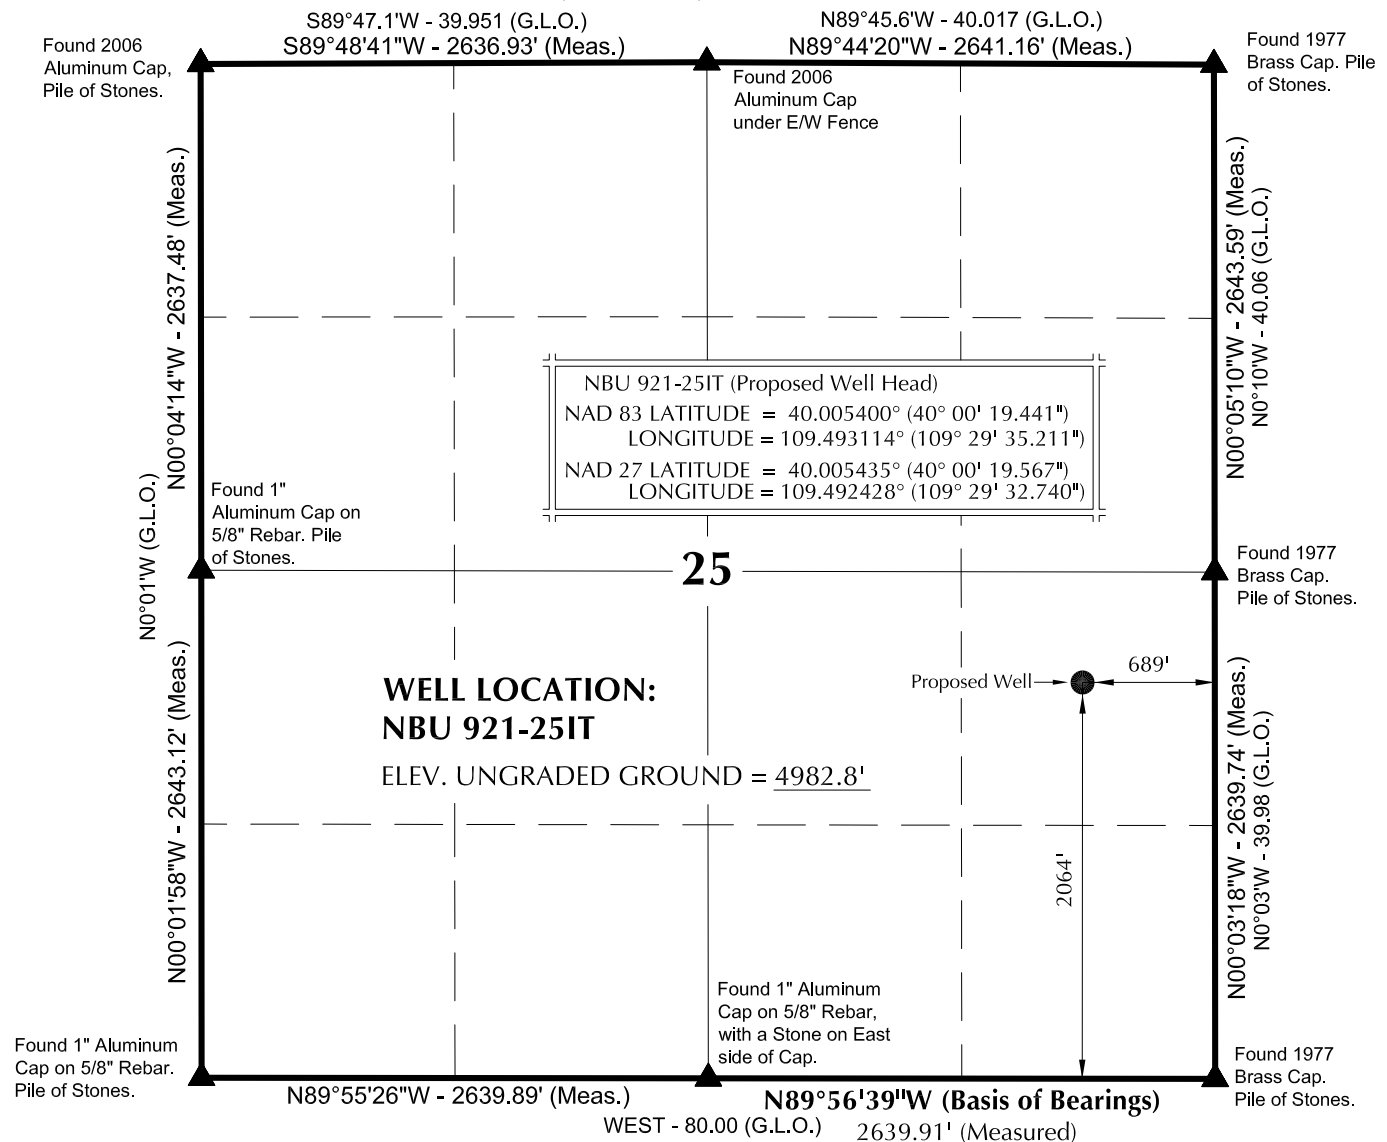 S89°47.1'W - 39.951 (G.L.O.)
S89°48'41"W - 2636.93' (Meas.)
N89°45.6'W - 40.017 (G.L.O.)
N89°44'20"W - 2641.16' (Meas.)
Found 2006
Aluminum Cap,
Pile of Stones.
Found 2006
Aluminum Cap
under E/W Fence
Found 1977
Brass Cap. Pile
of Stones.
N00°04'14"W - 2637.48' (Meas.)
N00°05'10"W - 2643.59' (Meas.)
N0°10'W - 40.06 (G.L.O.)
NBU 921-25IT (Proposed Well Head)
NAD 83 LATITUDE = 40.005400° (40° 00' 19.441")
LONGITUDE = 109.493114° (109° 29' 35.211")
NAD 27 LATITUDE = 40.005435° (40° 00' 19.567")
LONGITUDE = 109.492428° (109° 29' 32.740")
Found 1"
Aluminum Cap on
5/8" Rebar. Pile
of Stones.
N0°01'W (G.L.O.)
25
Found 1977
Brass Cap.
Pile of Stones.
WELL LOCATION:
NBU 921-25IT
ELEV. UNGRADED GROUND = 4982.8'
Proposed Well
689'
2064'
N00°01'58"W - 2643.12' (Meas.)
N00°03'18"W - 2639.74' (Meas.)
N0°03'W - 39.98 (G.L.O.)
Found 1" Aluminum
Cap on 5/8" Rebar,
with a Stone on East
side of Cap.
Found 1" Aluminum
Cap on 5/8" Rebar.
Pile of Stones.
Found 1977
Brass Cap.
Pile of Stones.
N89°55'26"W - 2639.89' (Meas.)
N89°56'39"W (Basis of Bearings)
WEST - 80.00 (G.L.O.)
2639.91' (Measured)